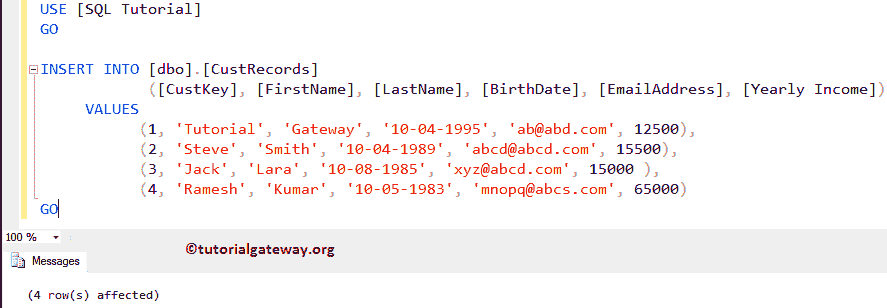 USE [SQL Tutorial]
GO
INSERT INTO [dbo].[CustRecords]
([CustKey], [FirstName], [LastName], [BirthDate], [EmailAddress], [Yearly Income])
VALUES
(1, 'Tutorial', 'Gateway', '10-04-1995', 'ab@abd.com', 12500),
(2, 'Steve', 'Smith', '10-04-1989', 'abcd@abcd.com', 15500),
(3, 'Jack', 'Lara', '10-08-1985', 'xyz@abcd.com', 15000 ),
(4, 'Ramesh', 'Kumar', '10-05-1983', 'mnopq@abcs.com', 65000)
GO
100 %
©tutorialgateway.org
Messages
(4 row(s) affected)